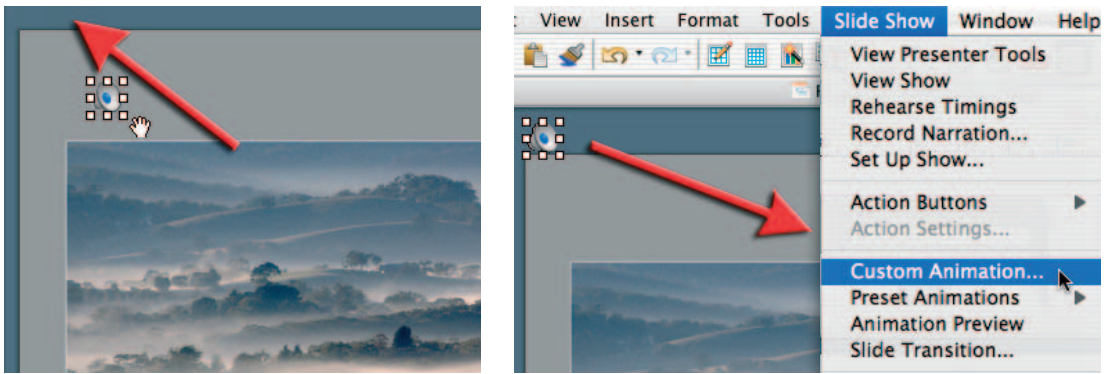 View Insert Format Tools Slide Show Window Help
View Presenter Tools
View Show
Rehearse Timings
Record Narration...
Set Up Show...
Action Buttons
Action Settings...
Custom Animation...
Preset Animations
Animation Preview
Slide Transition...